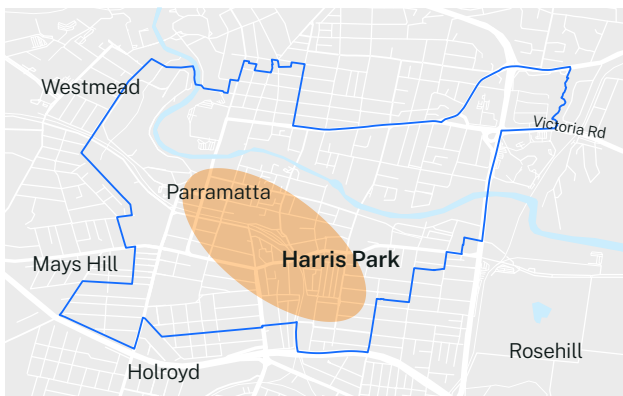 Westmead
Victoria Rd
Parramatta
Harris Park
Mays Hill
Rosehill
Holroyd